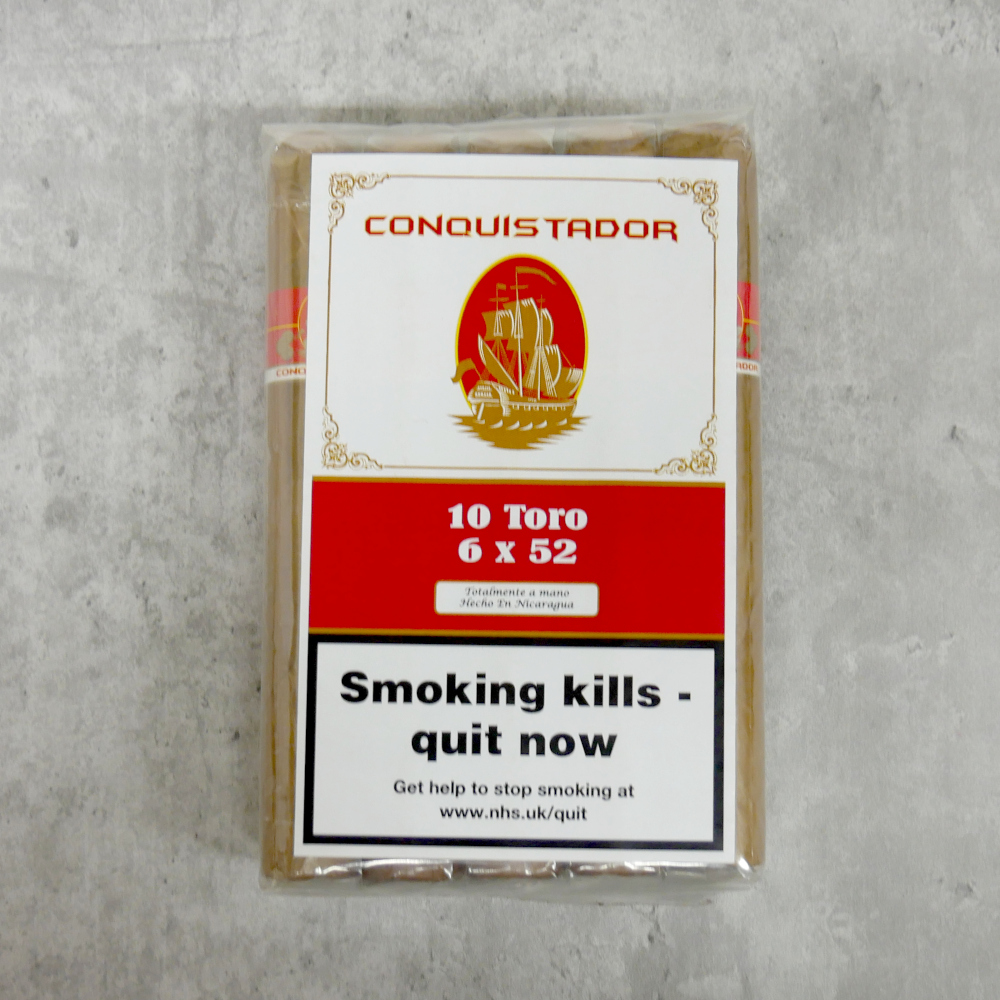 CONQUISTADOR
10 Toro
6 x 52
Totalmente a mano
Hecho En Nicaragua
Smoking kills -
quit now
Get help to stop smoking at
www.nhs.uk/quit